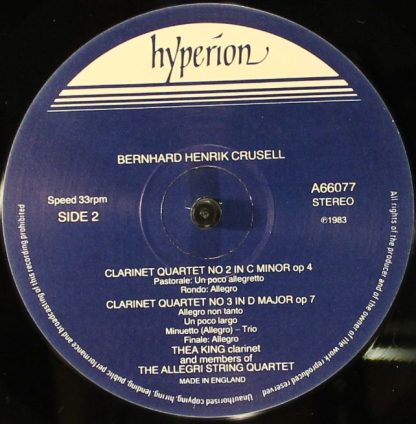 hyperion
BERNHARD HENRIK CRUSELL
Speed 33rpm
SIDE 2
A66077
STEREO
℗1983
CLARINET QUARTET NO 2 IN C MINOR op 4
Pastorale: Un poco allegretto
Rondo: Allegro
CLARINET QUARTET NO 3 IN D MAJOR op 7
Allegro non tanto
Un poco largo
Minuetto (Allegro) – Trio
Finale: Allegro
THEA KING clarinet
and members of
THE ALLEGRI STRING QUARTET
MADE IN ENGLAND
All rights of the producer and of the owner of the work reproduced reserved
Unauthorised copying, hiring, lending, public performance and broadcasting of this recording prohibited